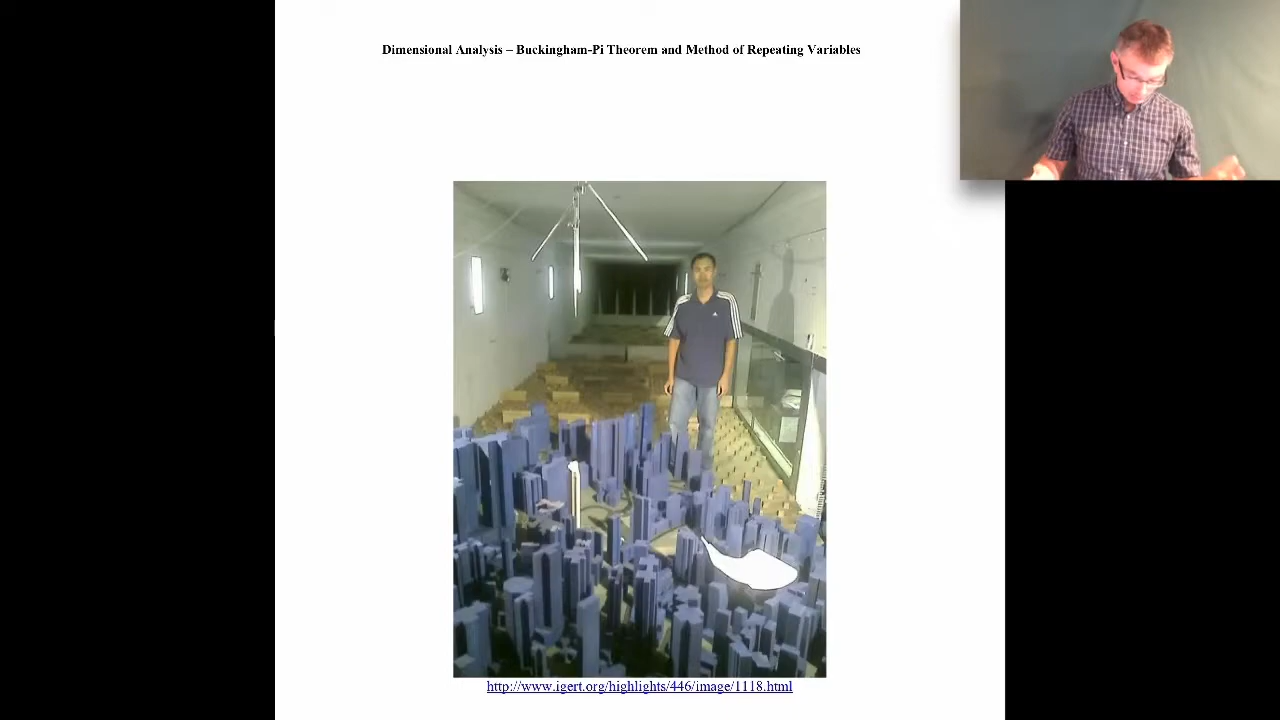 Dimensional Analysis – Buckingham-Pi Theorem and Method of Repeating Variables
http://www.igert.org/highlights/446/image/1118.html